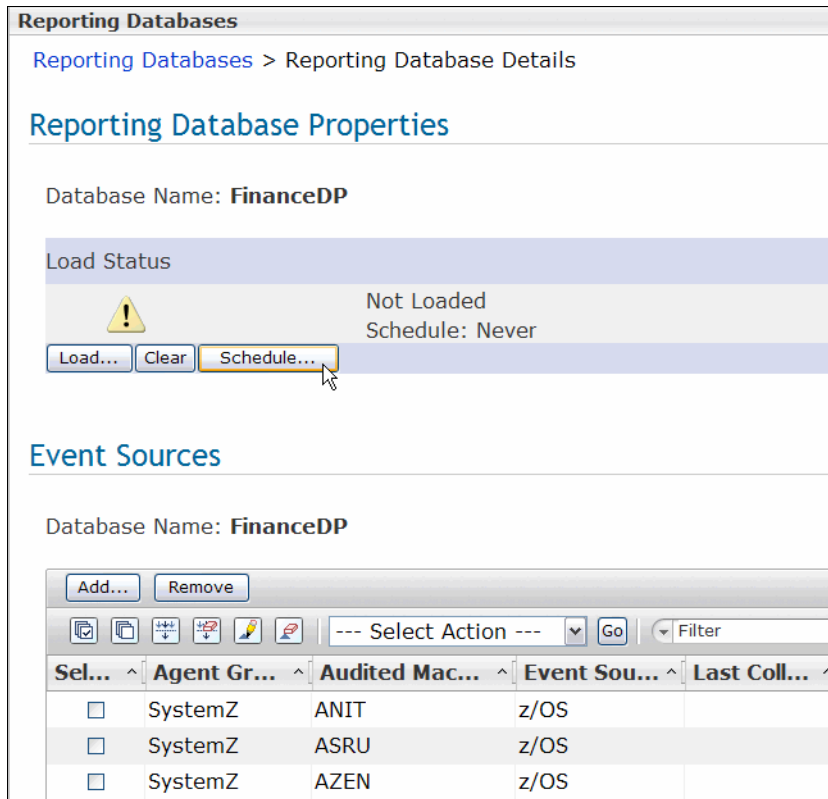 Reporting Databases
Reporting Databases > Reporting Database Details
Reporting Database Properties
Database Name: FinanceDP
Load Status
Not Loaded
Schedule: Never
Load... Clear Schedule...
Event Sources
Database Name: FinanceDP
Add... Remove
--- Select Action --- Go Filter
Sel... Agent Gr... Audited Mac... Event Sou... Last Coll...
SystemZ ANIT z/OS
SystemZ ASRU z/OS
SystemZ AZEN z/OS